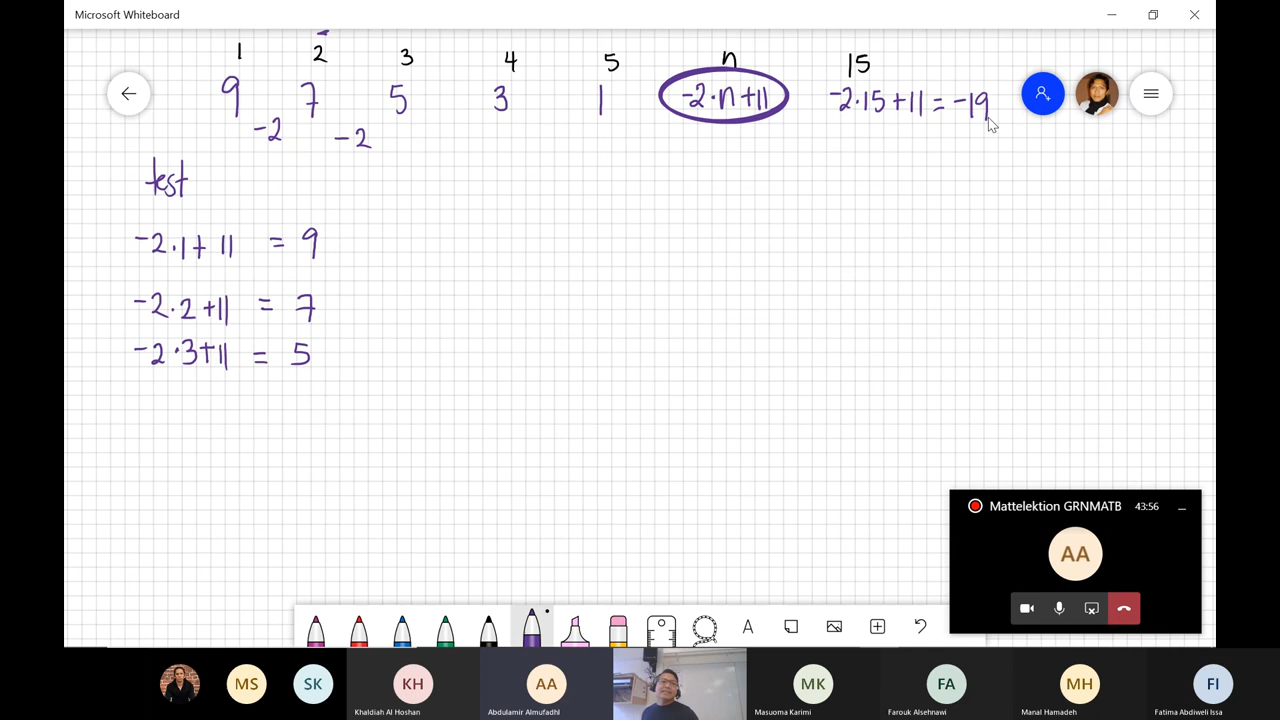 Microsoft Whiteboard
1 2 3 4 5 n 15
9 7 5 3 1 -2·n+11 -2·15+11=-19
-2 -2
test
-2·1+11 = 9
-2·2+11 = 7
-2·3+11 = 5
Mattelektion GRNMATB 43:56
AA
A
MS SK KH AA MK FA MH FI
Khaldiah Al Hoshan Abdulamir Almufadhl Masuoma Karimi Farouk Alsehnawi Manal Hamadeh Fatima Abdiweli Issa